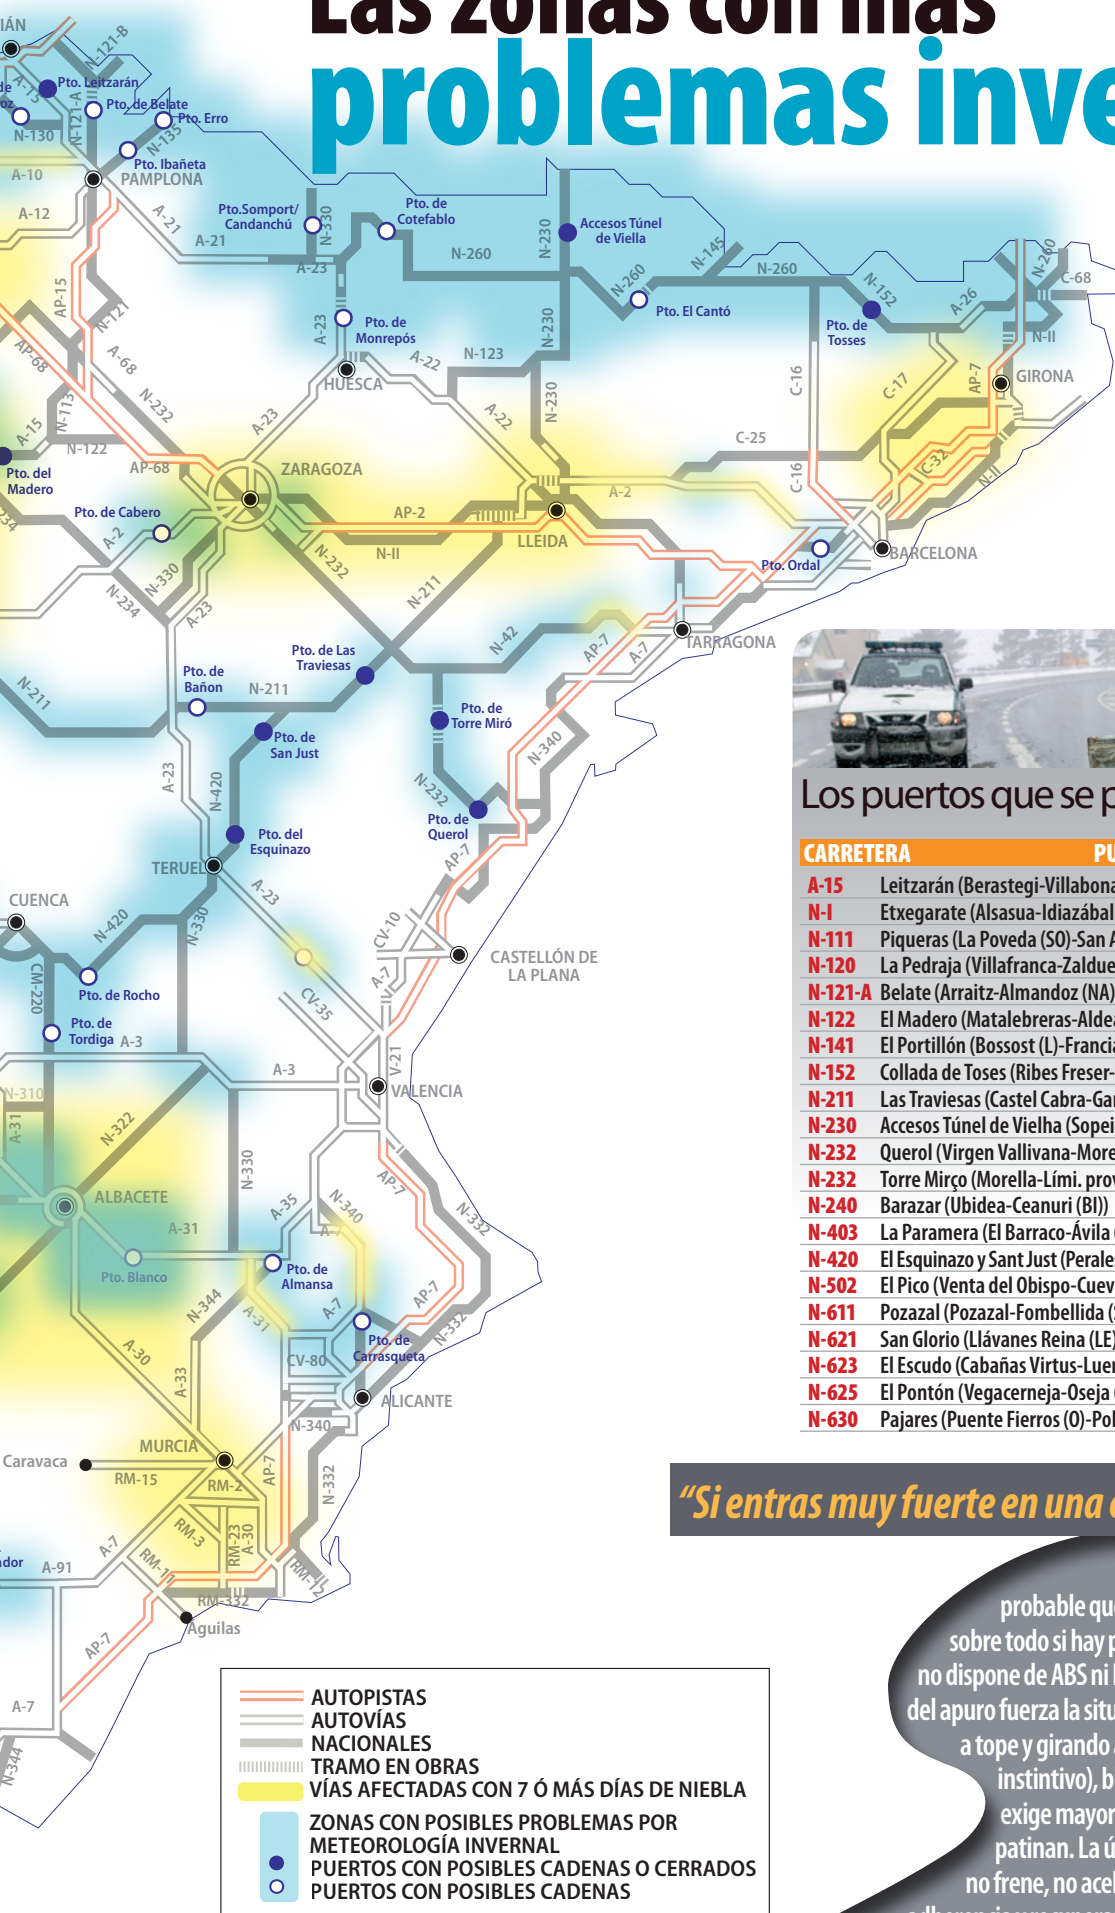 Las zonas con más
problemas inve
IÁN
N-121-B
A-15
Pto. Leitzarán
de
oz
N-121-A
Pto. de Belate
Pto. Erro
N-130
N-135
Pto. Ibañeta
A-10
PAMPLONA
A-12
A-21
A-21
Pto.Somport/
Candanchú
N-330
Pto. de
Cotefablo
N-230
Accesos Túnel
de Viella
N-260
A-23
N-260
N-145
N-260
N-260
C-68
N-152
A-26
Pto. El Cantó
AP-15
N-121
A-23
Pto. de
Monrepós
N-230
Pto. de
Tosses
N-II
AP-68
A-68
N-232
HUESCA
A-22
N-123
C-16
C-17
AP-7
GIRONA
A-15
N-113
N-122
A-23
A-22
N-230
C-25
C-32
N-II
Pto. del
Madero
AP-68
ZARAGOZA
C-16
A-2
234
Pto. de Cabero
AP-2
A-2
N-II
LLEIDA
BARCELONA
N-330
N-232
Pto. Ordal
N-234
A-23
N-211
N-42
AP-7
A-7
TARRAGONA
Pto. de Las
Traviesas
Pto. de
Bañon
N-211
N-211
Pto. de
Torre Miró
Pto. de
San Just
N-340
A-23
N-420
N-232
Pto. de
Querol
Pto. del
Esquinazo
AP-7
TERUEL
A-23
CUENCA
N-420
N-330
CV-10
CASTELLÓN DE
LA PLANA
CM-220
A-7
Pto. de Rocho
CV-35
Pto. de
Tordiga
A-3
V-21
A-3
VALENCIA
N-310
A-31
N-322
N-330
AP-7
ALBACETE
A-35
N-340
N-332
A-31
A-7
Pto. Blanco
Pto. de
Almansa
N-344
A-31
A-7
AP-7
N-332
Pto. de
Carrasqueta
A-30
CV-80
A-33
ALICANTE
N-340
MURCIA
Caravaca
RM-15
RM-2
AP-7
N-332
RM-3
RM-23
A-30
A-7
RM-11
ador
A-91
RM-12
RM-332
Águilas
AP-7
A-7
N-344
AUTOPISTAS
AUTOVÍAS
NACIONALES
TRAMO EN OBRAS
VÍAS AFECTADAS CON 7 Ó MÁS DÍAS DE NIEBLA
ZONAS CON POSIBLES PROBLEMAS POR
METEOROLOGÍA INVERNAL
PUERTOS CON POSIBLES CADENAS O CERRADOS
PUERTOS CON POSIBLES CADENAS
Los puertos que se p
CARRETERA PU
A-15 Leitzarán (Berastegi-Villabona
N-I Etxegarate (Alsasua-Idiazábal
N-111 Piqueras (La Poveda (SO)-San A
N-120 La Pedraja (Villafranca-Zaldue
N-121-A Belate (Arraitz-Almandoz (NA)
N-122 El Madero (Matalebreras-Aldea
N-141 El Portillón (Bossost (L)-Francia
N-152 Collada de Toses (Ribes Freser-
N-211 Las Traviesas (Castel Cabra-Gar
N-230 Accesos Túnel de Vielha (Sopei
N-232 Querol (Virgen Vallivana-More
N-232 Torre Mirço (Morella-Lími. prov
N-240 Barazar (Ubidea-Ceanuri (BI))
N-403 La Paramera (El Barraco-Ávila (
N-420 El Esquinazo y Sant Just (Perale
N-502 El Pico (Venta del Obispo-Cuev
N-611 Pozazal (Pozazal-Fombellida (S
N-621 San Glorio (Llávanes Reina (LE)
N-623 El Escudo (Cabañas Virtus-Luen
N-625 El Pontón (Vegacerneja-Oseja (
N-630 Pajares (Puente Fierros (O)-Pol
“Si entras muy fuerte en una c
probable que
sobre todo si hay p
no dispone de ABS ni
del apuro fuerza la situ
a tope y girando a
instintivo), b
exige mayor
patinan. La ú
no frene, no acel